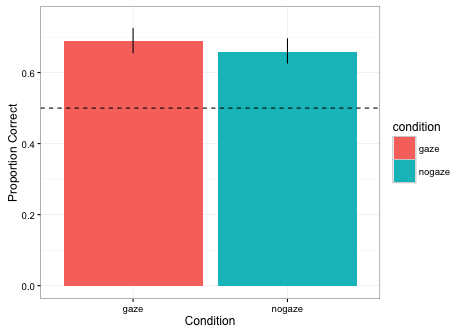 Proportion Correct
0.6
0.4
0.2
0.0
gaze
nogaze
Condition
condition
gaze
nogaze